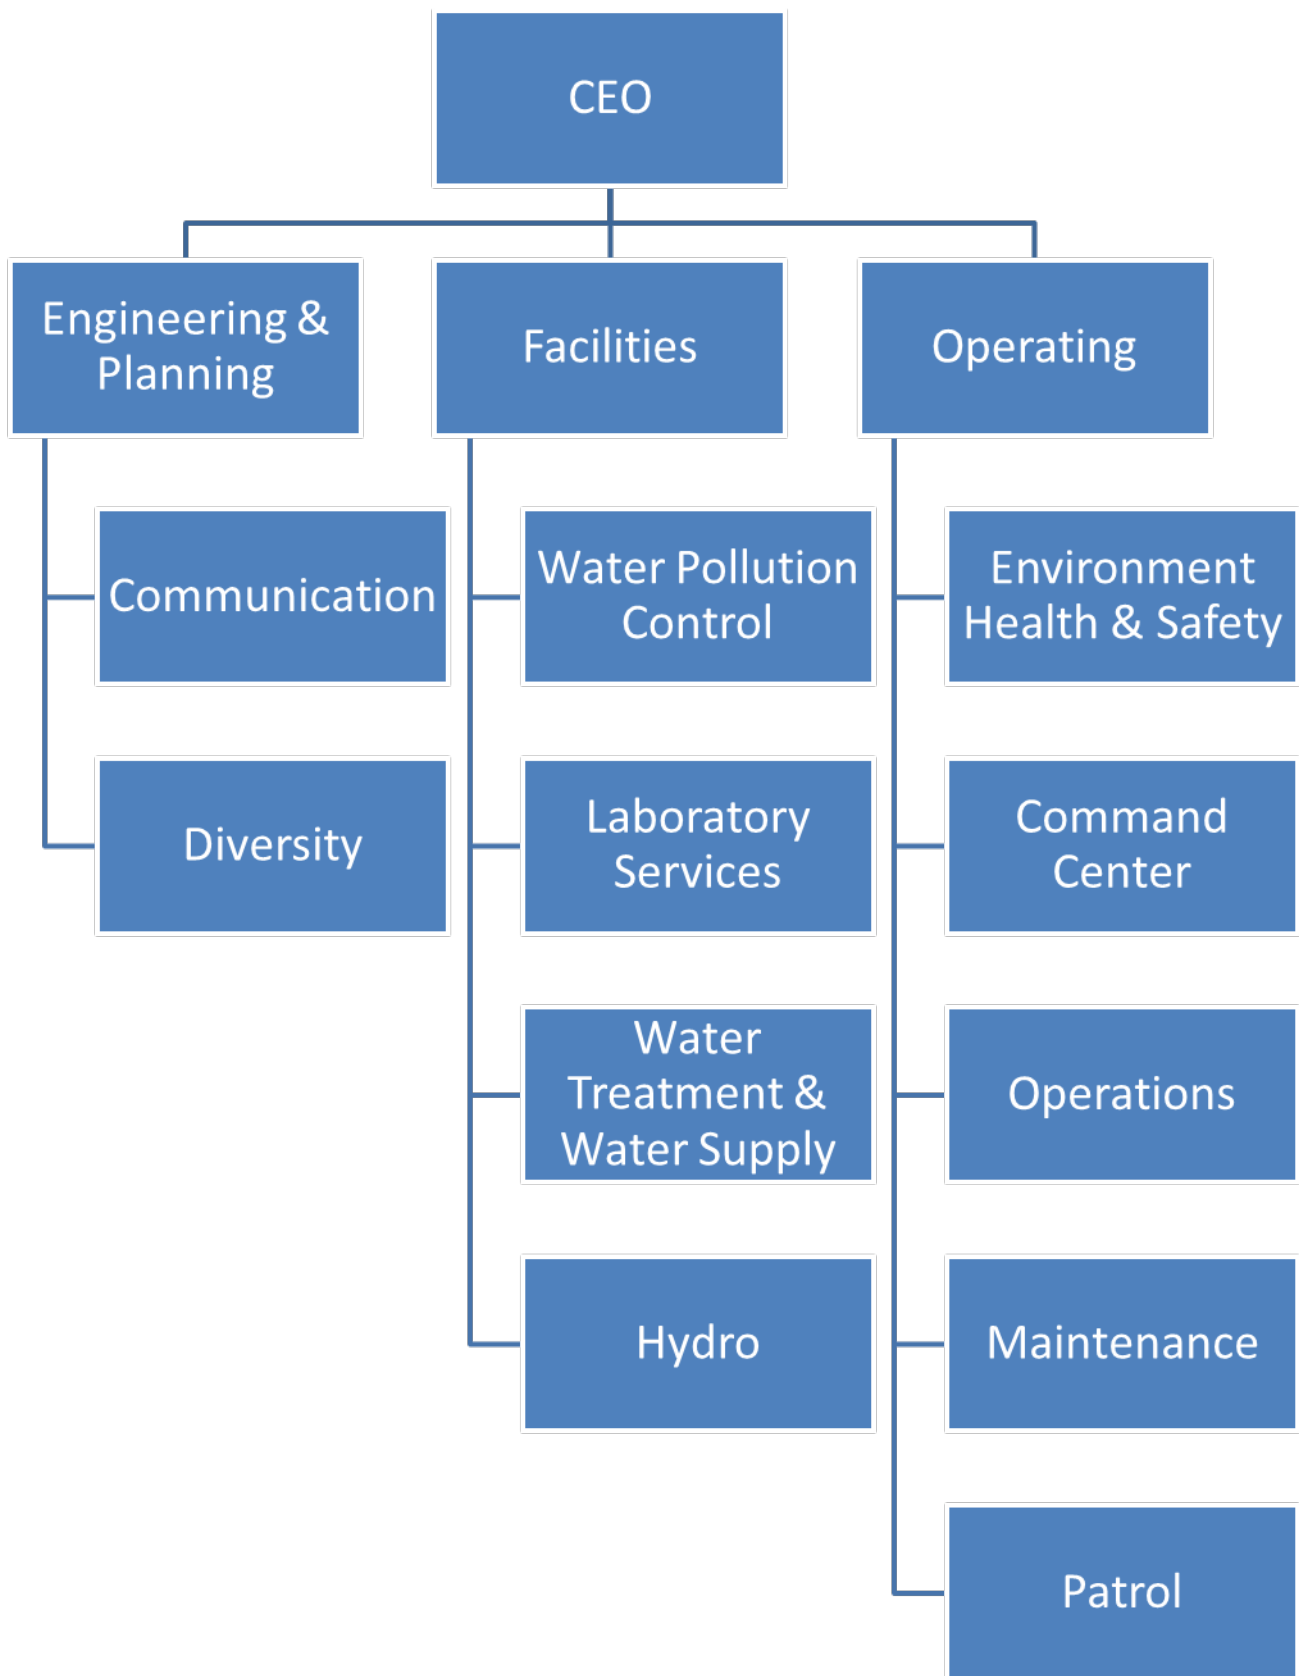 CEO
Engineering &
Planning
Communication
Diversity
Facilities
Water Pollution
Control
Laboratory
Services
Water
Treatment &
Water Supply
Hydro
Operating
Environment
Health & Safety
Command
Center
Operations
Maintenance
Patrol